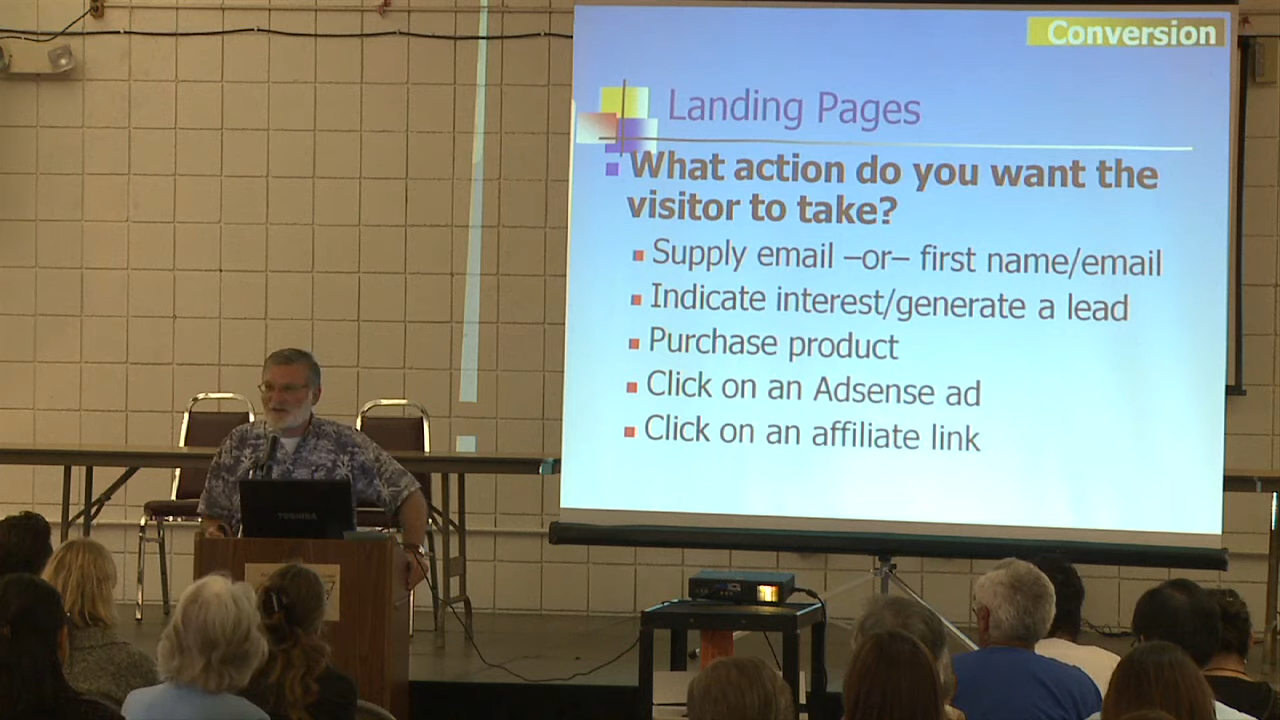 Conversion
Landing Pages
What action do you want the
visitor to take?
Supply email –or– first name/email
Indicate interest/generate a lead
Purchase product
Click on an Adsense ad
Click on an affiliate link
TOSHIBA